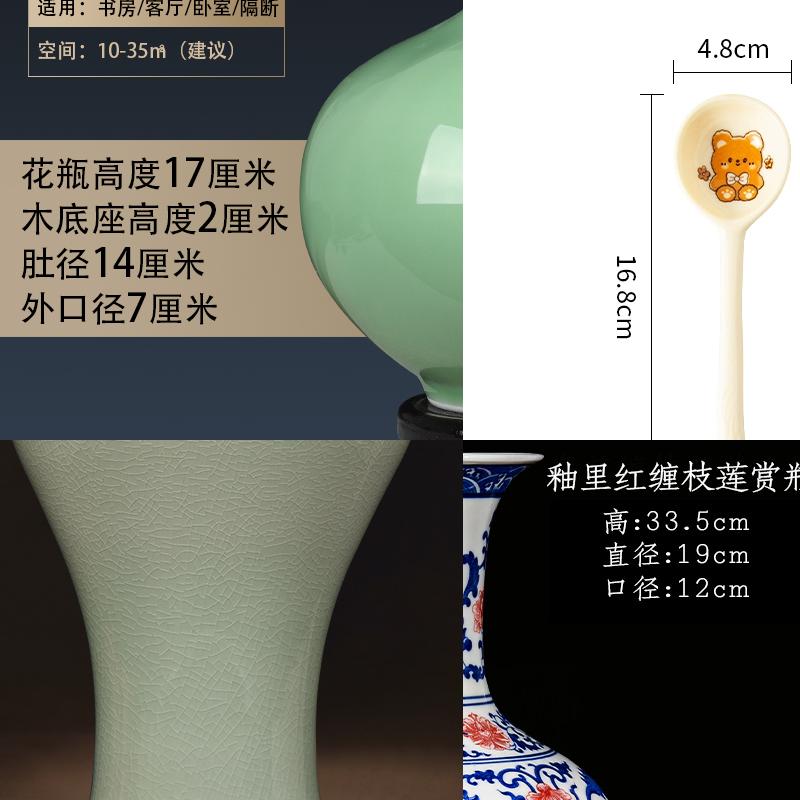 适用：书房/客厅/卧室/隔断
空间：10-35㎡（建议）
花瓶高度17厘米
木底座高度2厘米
肚径14厘米
外口径7厘米
4.8cm
16.8cm
釉里红缠枝莲赏瓶
高:33.5cm
直径:19cm
口径:12cm